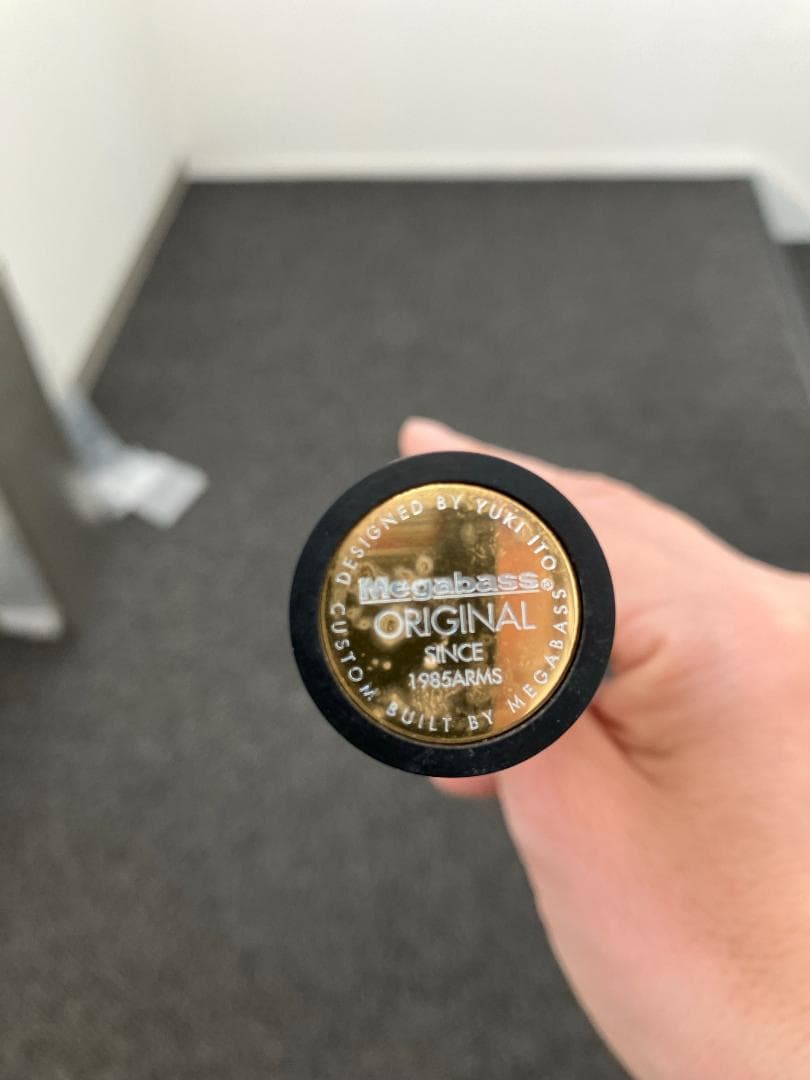 DESIGNED BY YUKI ITO
Megabass®
ORIGINAL
SINCE
1985ARMS
CUSTOM BUILT BY MEGABASS